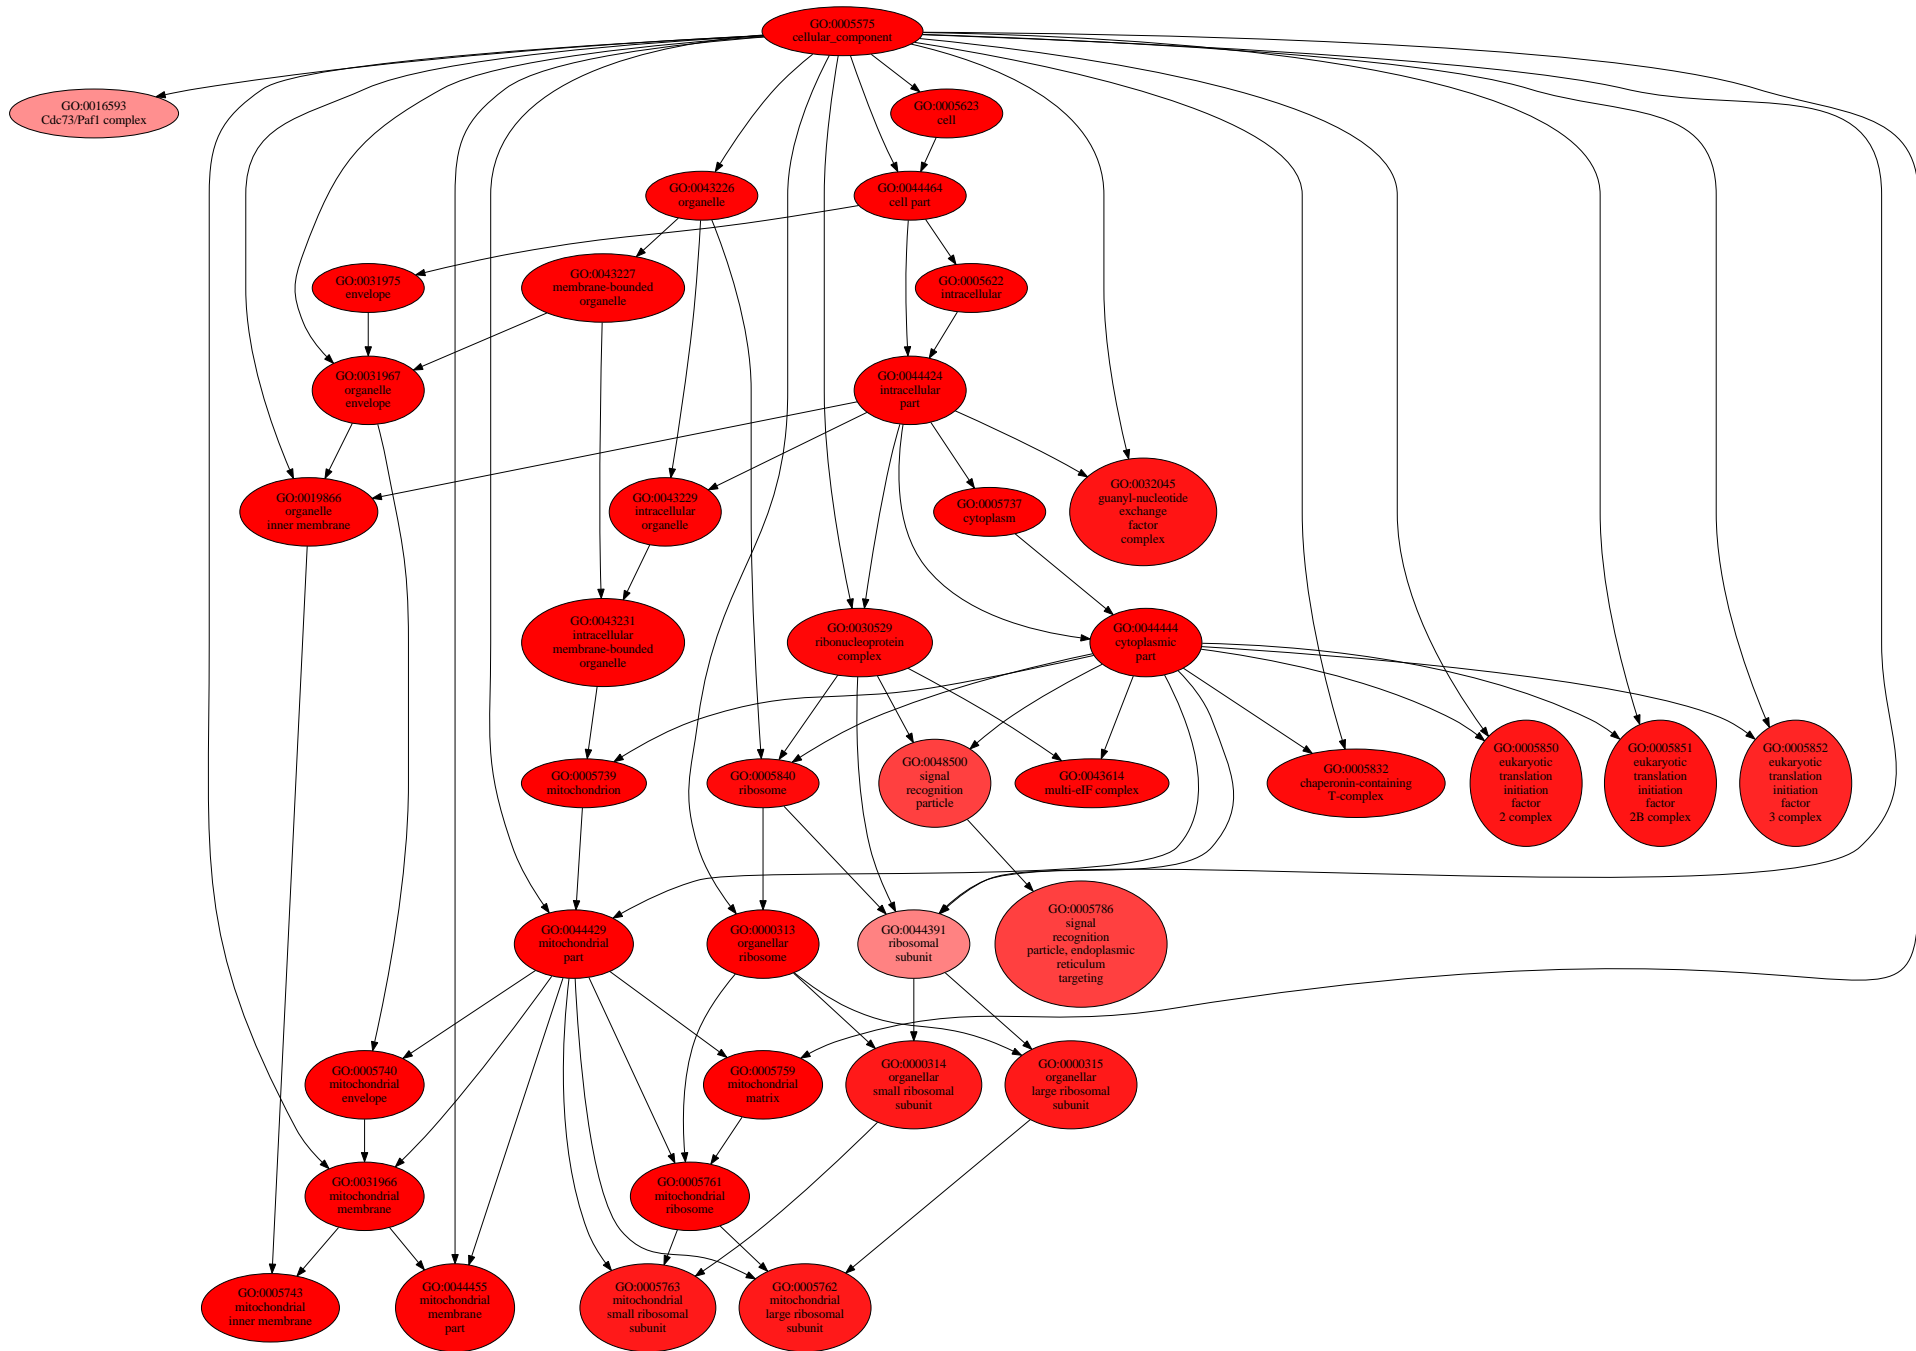 GO:0005575
cellular_component
GO:0016593
Cdc73/Paf1 complex
GO:0005623
cell
GO:0043226
organelle
GO:0044464
cell part
GO:0031975
envelope
GO:0043227
membrane-bounded
organelle
GO:0005622
intracellular
GO:0031967
organelle
envelope
GO:0044424
intracellular
part
GO:0019866
organelle
inner membrane
GO:0043229
intracellular
organelle
GO:0005737
cytoplasm
GO:0032045
guanyl-nucleotide
exchange
factor
complex
GO:0043231
intracellular
membrane-bounded
organelle
GO:0030529
ribonucleoprotein
complex
GO:0044444
cytoplasmic
part
GO:0005739
mitochondrion
GO:0005840
ribosome
GO:0048500
signal
recognition
particle
GO:0043614
multi-eIF complex
GO:0005832
chaperonin-containing
T-complex
GO:0005850
eukaryotic
translation
initiation
factor
2 complex
GO:0005851
eukaryotic
translation
initiation
factor
2B complex
GO:0005852
eukaryotic
translation
initiation
factor
3 complex
GO:0044429
mitochondrial
part
GO:0000313
organellar
ribosome
GO:0044391
ribosomal
subunit
GO:0005786
signal
recognition
particle, endoplasmic
reticulum
targeting
GO:0005740
mitochondrial
envelope
GO:0005759
mitochondrial
matrix
GO:0000314
organellar
small ribosomal
subunit
GO:0000315
organellar
large ribosomal
subunit
GO:0031966
mitochondrial
membrane
GO:0005761
mitochondrial
ribosome
GO:0005743
mitochondrial
inner membrane
GO:0044455
mitochondrial
membrane
part
GO:0005763
mitochondrial
small ribosomal
subunit
GO:0005762
mitochondrial
large ribosomal
subunit